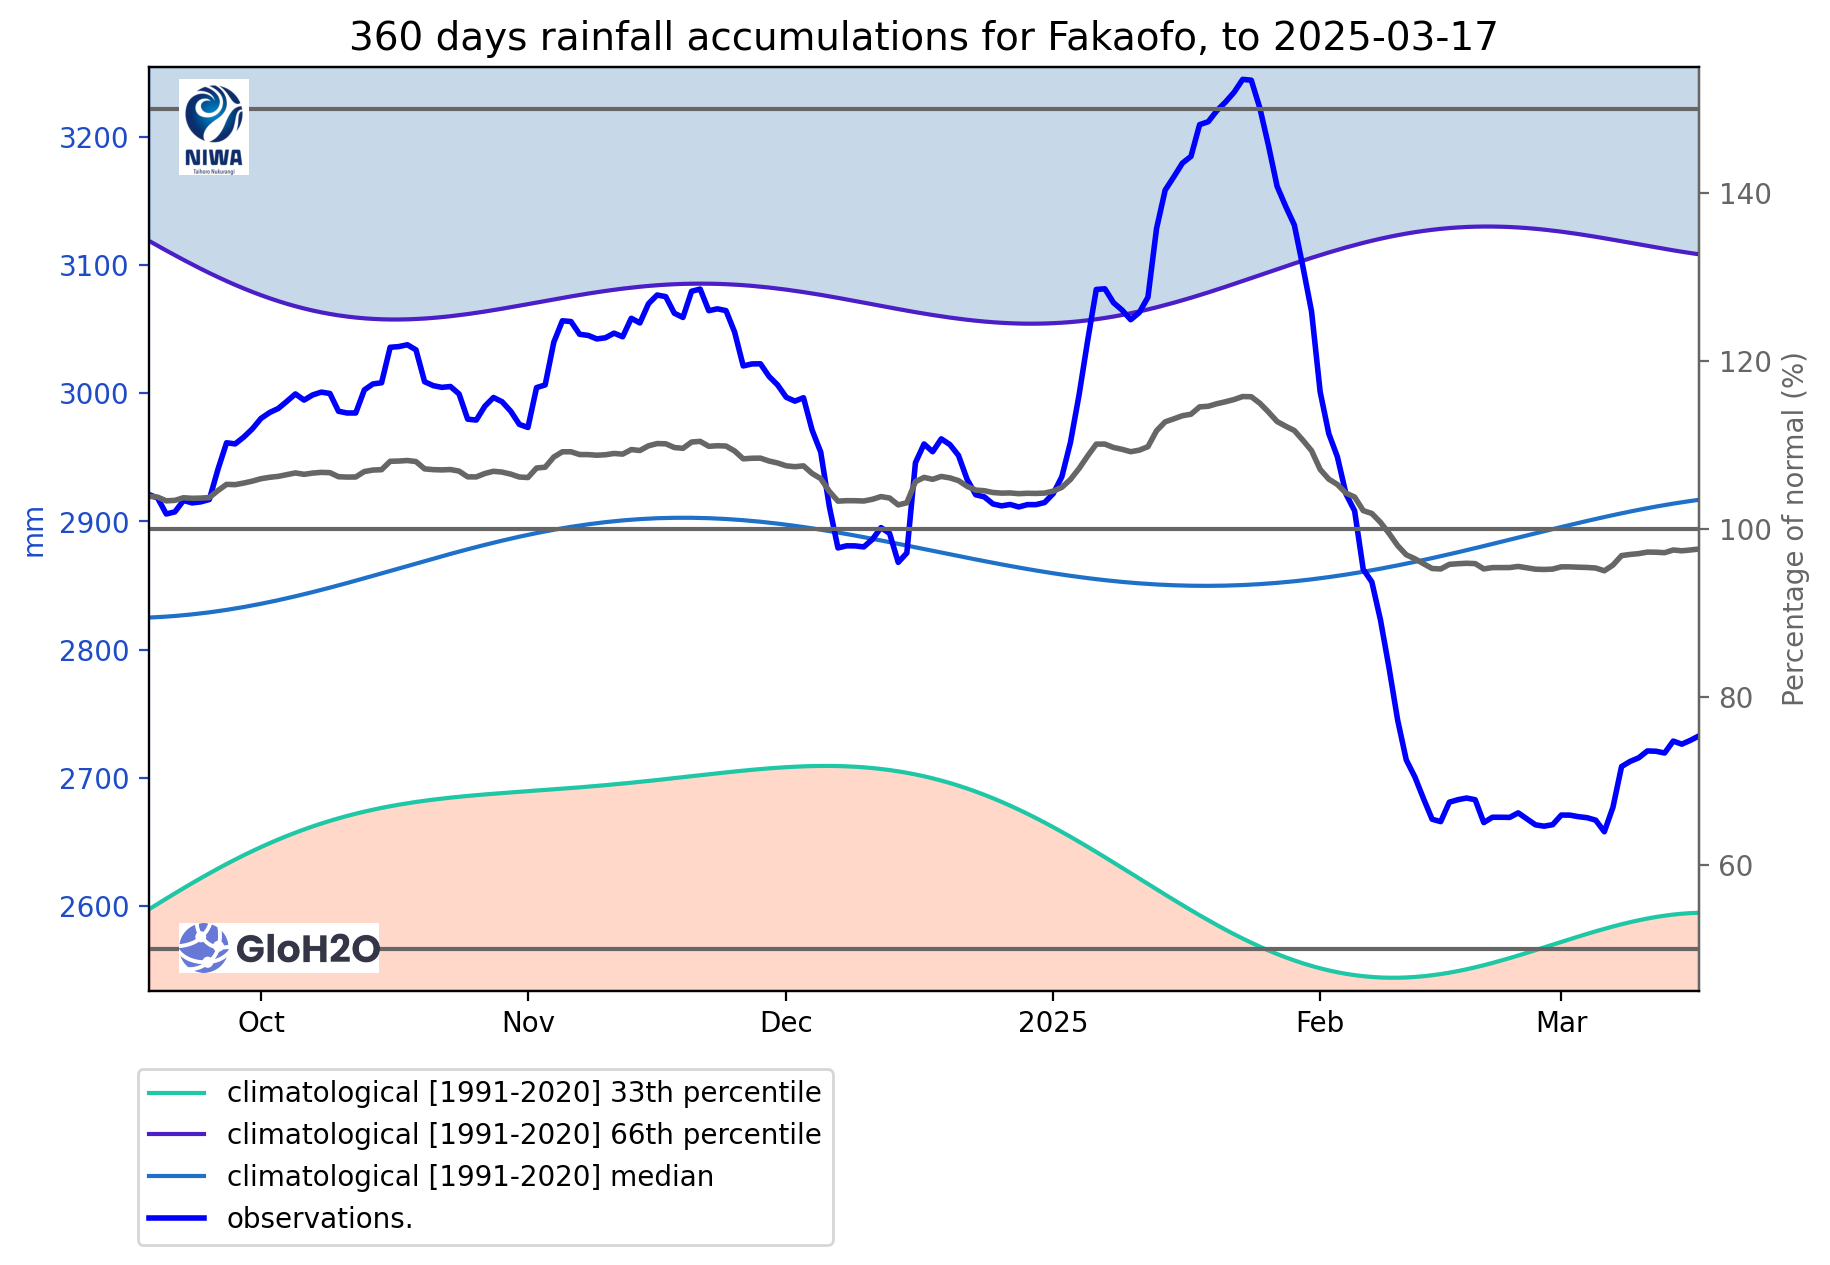 360 days rainfall accumulations for Fakaofo, to 2025-03-17
NIWA
Taihoro Nukurangi
3200
3100
3000
2900
2800
2700
2600
mm
140
120
100
80
60
Percentage of normal (%)
GloH2O
Oct
Nov
Dec
2025
Feb
Mar
climatological [1991-2020] 33th percentile
climatological [1991-2020] 66th percentile
climatological [1991-2020] median
observations.